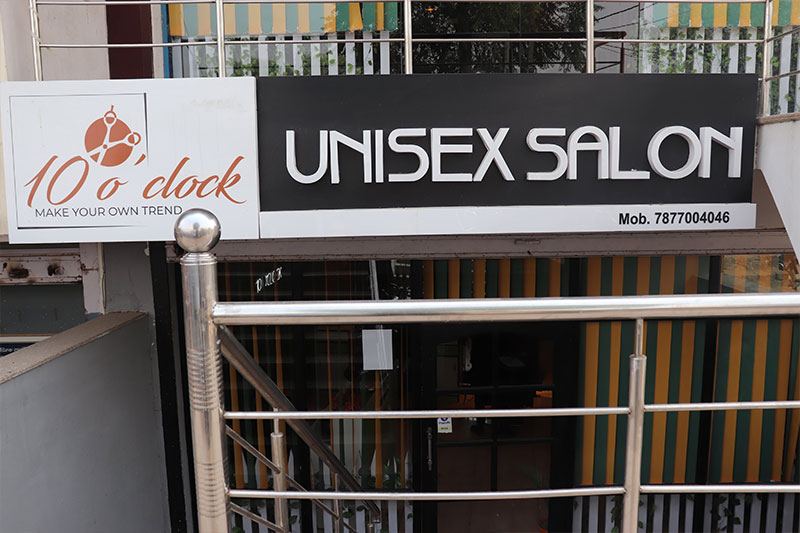 10 o'clock
MAKE YOUR OWN TREND
UNISEX SALON
Mob. 7877004046